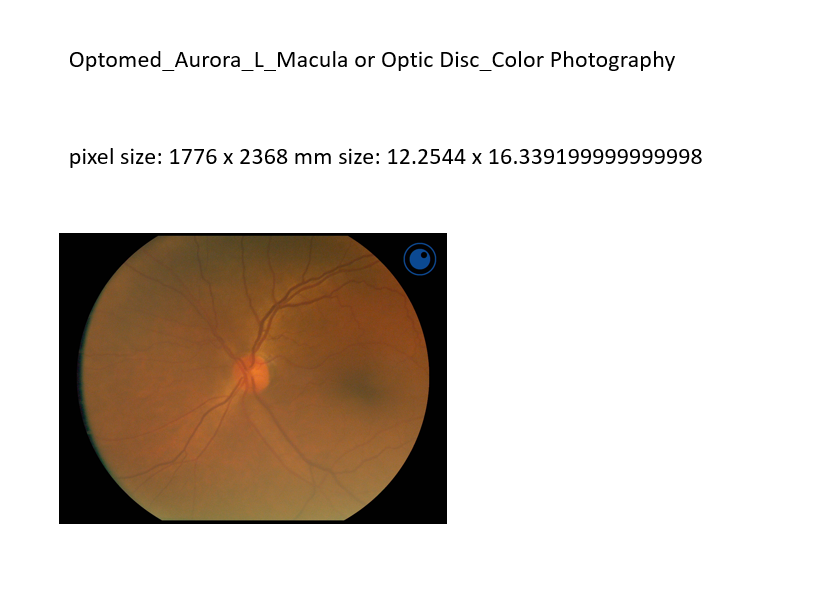 Optomed_Aurora_L_Macula or Optic Disc_Color Photography
pixel size: 1776 x 2368 mm size: 12.2544 x 16.339199999999998